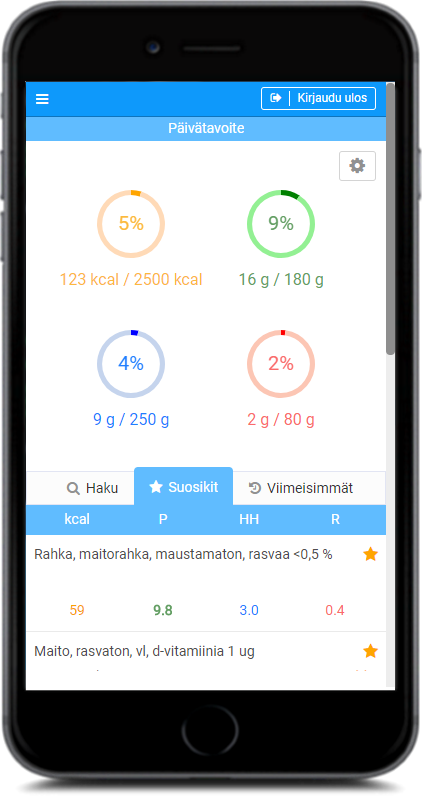 Kirjaudu ulos
Päivätavoite
5% 9%
123 kcal / 2500 kcal 16 g / 180 g
4% 2%
9 g / 250 g 2 g / 80 g
Haku Suosikit Viimeisimmät
kcal P HH R
Rahka, maitorahka, maustamaton, rasvaa <0,5 %
59 9.8 3.0 0.4
Maito, rasvaton, vl, d-vitamiinia 1 ug